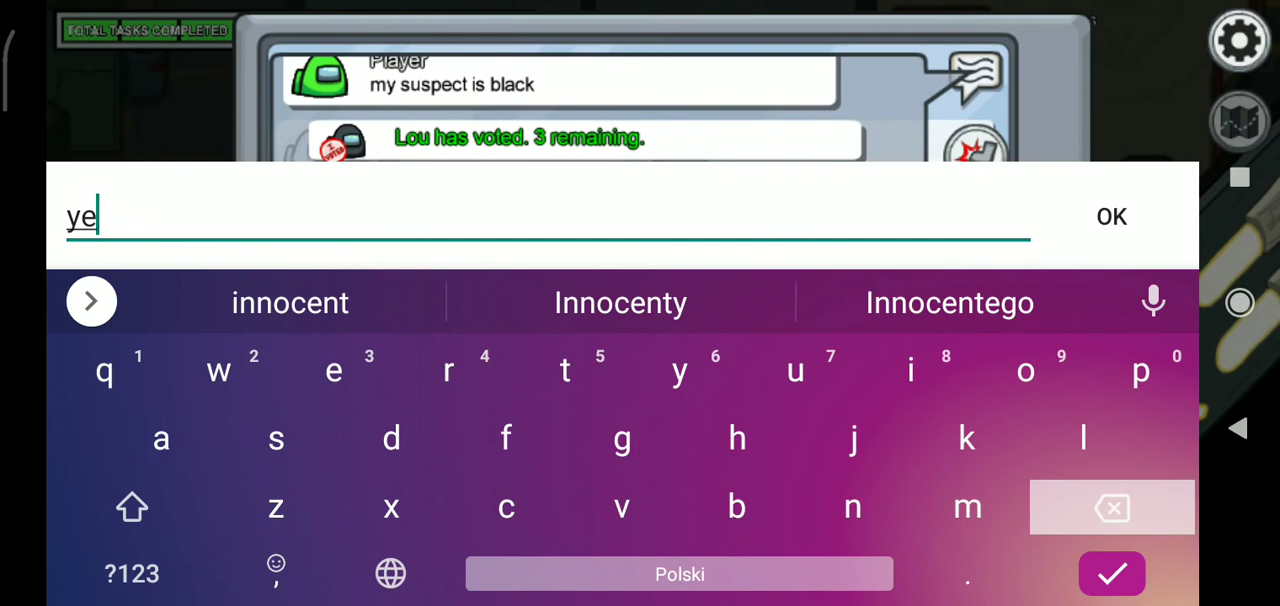 TOTAL TASKS COMPLETED
Player
my suspect is black
Lou has voted. 3 remaining.
I VOTED
ye
OK
innocent Innocenty Innocentego
q 1 w 2 e 3 r 4 t 5 y 6 u 7 i 8 o 9 p 0
a s d f g h j k l
z x c v b n m
?123 , Polski .